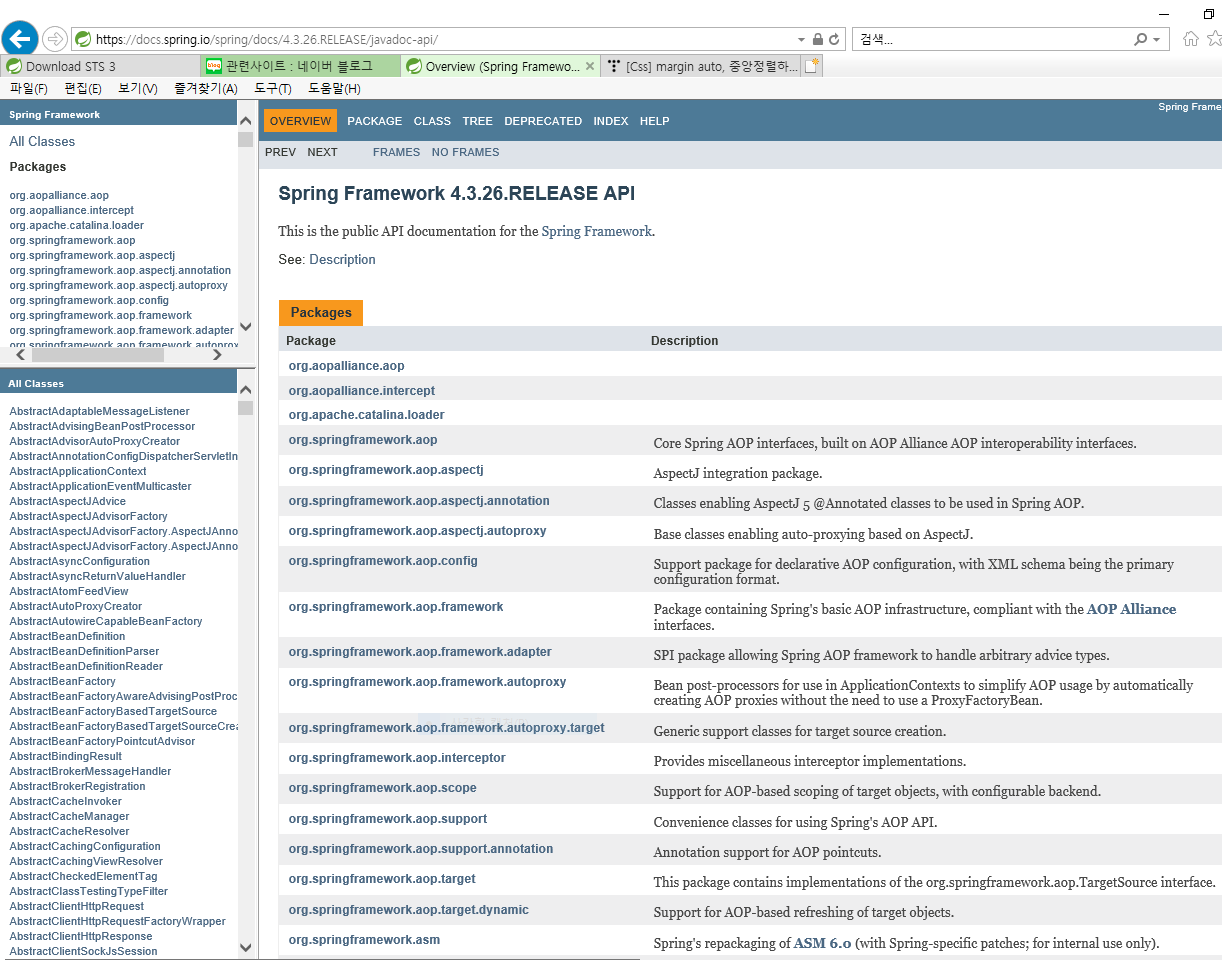 https://docs.spring.io/spring/docs/4.3.26.RELEASE/javadoc-api/
검색...
Download STS 3
blog 관련사이트 : 네이버 블로그
Overview (Spring Framewo...
[Css] margin auto, 중앙정렬하...
파일(F) 편집(E) 보기(V) 즐겨찾기(A) 도구(T) 도움말(H)
Spring Framework
All Classes
Packages
org.aopalliance.aop
org.aopalliance.intercept
org.apache.catalina.loader
org.springframework.aop
org.springframework.aop.aspectj
org.springframework.aop.aspectj.annotation
org.springframework.aop.aspectj.autoproxy
org.springframework.aop.config
org.springframework.aop.framework
org.springframework.aop.framework.adapter
org.springframework.aop.framework.autoprox
All Classes
AbstractAdaptableMessageListener
AbstractAdvisingBeanPostProcessor
AbstractAdvisorAutoProxyCreator
AbstractAnnotationConfigDispatcherServletIn
AbstractApplicationContext
AbstractApplicationEventMulticaster
AbstractAspectJAdvice
AbstractAspectJAdvisorFactory
AbstractAspectJAdvisorFactory.AspectJAnno
AbstractAspectJAdvisorFactory.AspectJAnno
AbstractAsyncConfiguration
AbstractAsyncReturnValueHandler
AbstractAtomFeedView
AbstractAutoProxyCreator
AbstractAutowireCapableBeanFactory
AbstractBeanDefinition
AbstractBeanDefinitionParser
AbstractBeanDefinitionReader
AbstractBeanFactory
AbstractBeanFactoryAwareAdvisingPostProc
AbstractBeanFactoryBasedTargetSource
AbstractBeanFactoryBasedTargetSourceCrea
AbstractBeanFactoryPointcutAdvisor
AbstractBindingResult
AbstractBrokerMessageHandler
AbstractBrokerRegistration
AbstractCacheInvoker
AbstractCacheManager
AbstractCacheResolver
AbstractCachingConfiguration
AbstractCachingViewResolver
AbstractCheckedElementTag
AbstractClassTestingTypeFilter
AbstractClientHttpRequest
AbstractClientHttpRequestFactoryWrapper
AbstractClientHttpResponse
AbstractClientSockJsSession
Spring Frame
OVERVIEW PACKAGE CLASS TREE DEPRECATED INDEX HELP
PREV NEXT FRAMES NO FRAMES
Spring Framework 4.3.26.RELEASE API
This is the public API documentation for the Spring Framework.
See: Description
Packages
Package Description
org.aopalliance.aop
org.aopalliance.intercept
org.apache.catalina.loader
org.springframework.aop Core Spring AOP interfaces, built on AOP Alliance AOP interoperability interfaces.
org.springframework.aop.aspectj AspectJ integration package.
org.springframework.aop.aspectj.annotation Classes enabling AspectJ 5 @Annotated classes to be used in Spring AOP.
org.springframework.aop.aspectj.autoproxy Base classes enabling auto-proxying based on AspectJ.
org.springframework.aop.config Support package for declarative AOP configuration, with XML schema being the primary
configuration format.
org.springframework.aop.framework Package containing Spring's basic AOP infrastructure, compliant with the AOP Alliance
interfaces.
org.springframework.aop.framework.adapter SPI package allowing Spring AOP framework to handle arbitrary advice types.
org.springframework.aop.framework.autoproxy Bean post-processors for use in ApplicationContexts to simplify AOP usage by automatically
creating AOP proxies without the need to use a ProxyFactoryBean.
org.springframework.aop.framework.autoproxy.target Generic support classes for target source creation.
org.springframework.aop.interceptor Provides miscellaneous interceptor implementations.
org.springframework.aop.scope Support for AOP-based scoping of target objects, with configurable backend.
org.springframework.aop.support Convenience classes for using Spring's AOP API.
org.springframework.aop.support.annotation Annotation support for AOP pointcuts.
org.springframework.aop.target This package contains implementations of the org.springframework.aop.TargetSource interface.
org.springframework.aop.target.dynamic Support for AOP-based refreshing of target objects.
org.springframework.asm Spring's repackaging of ASM 6.0 (with Spring-specific patches; for internal use only).